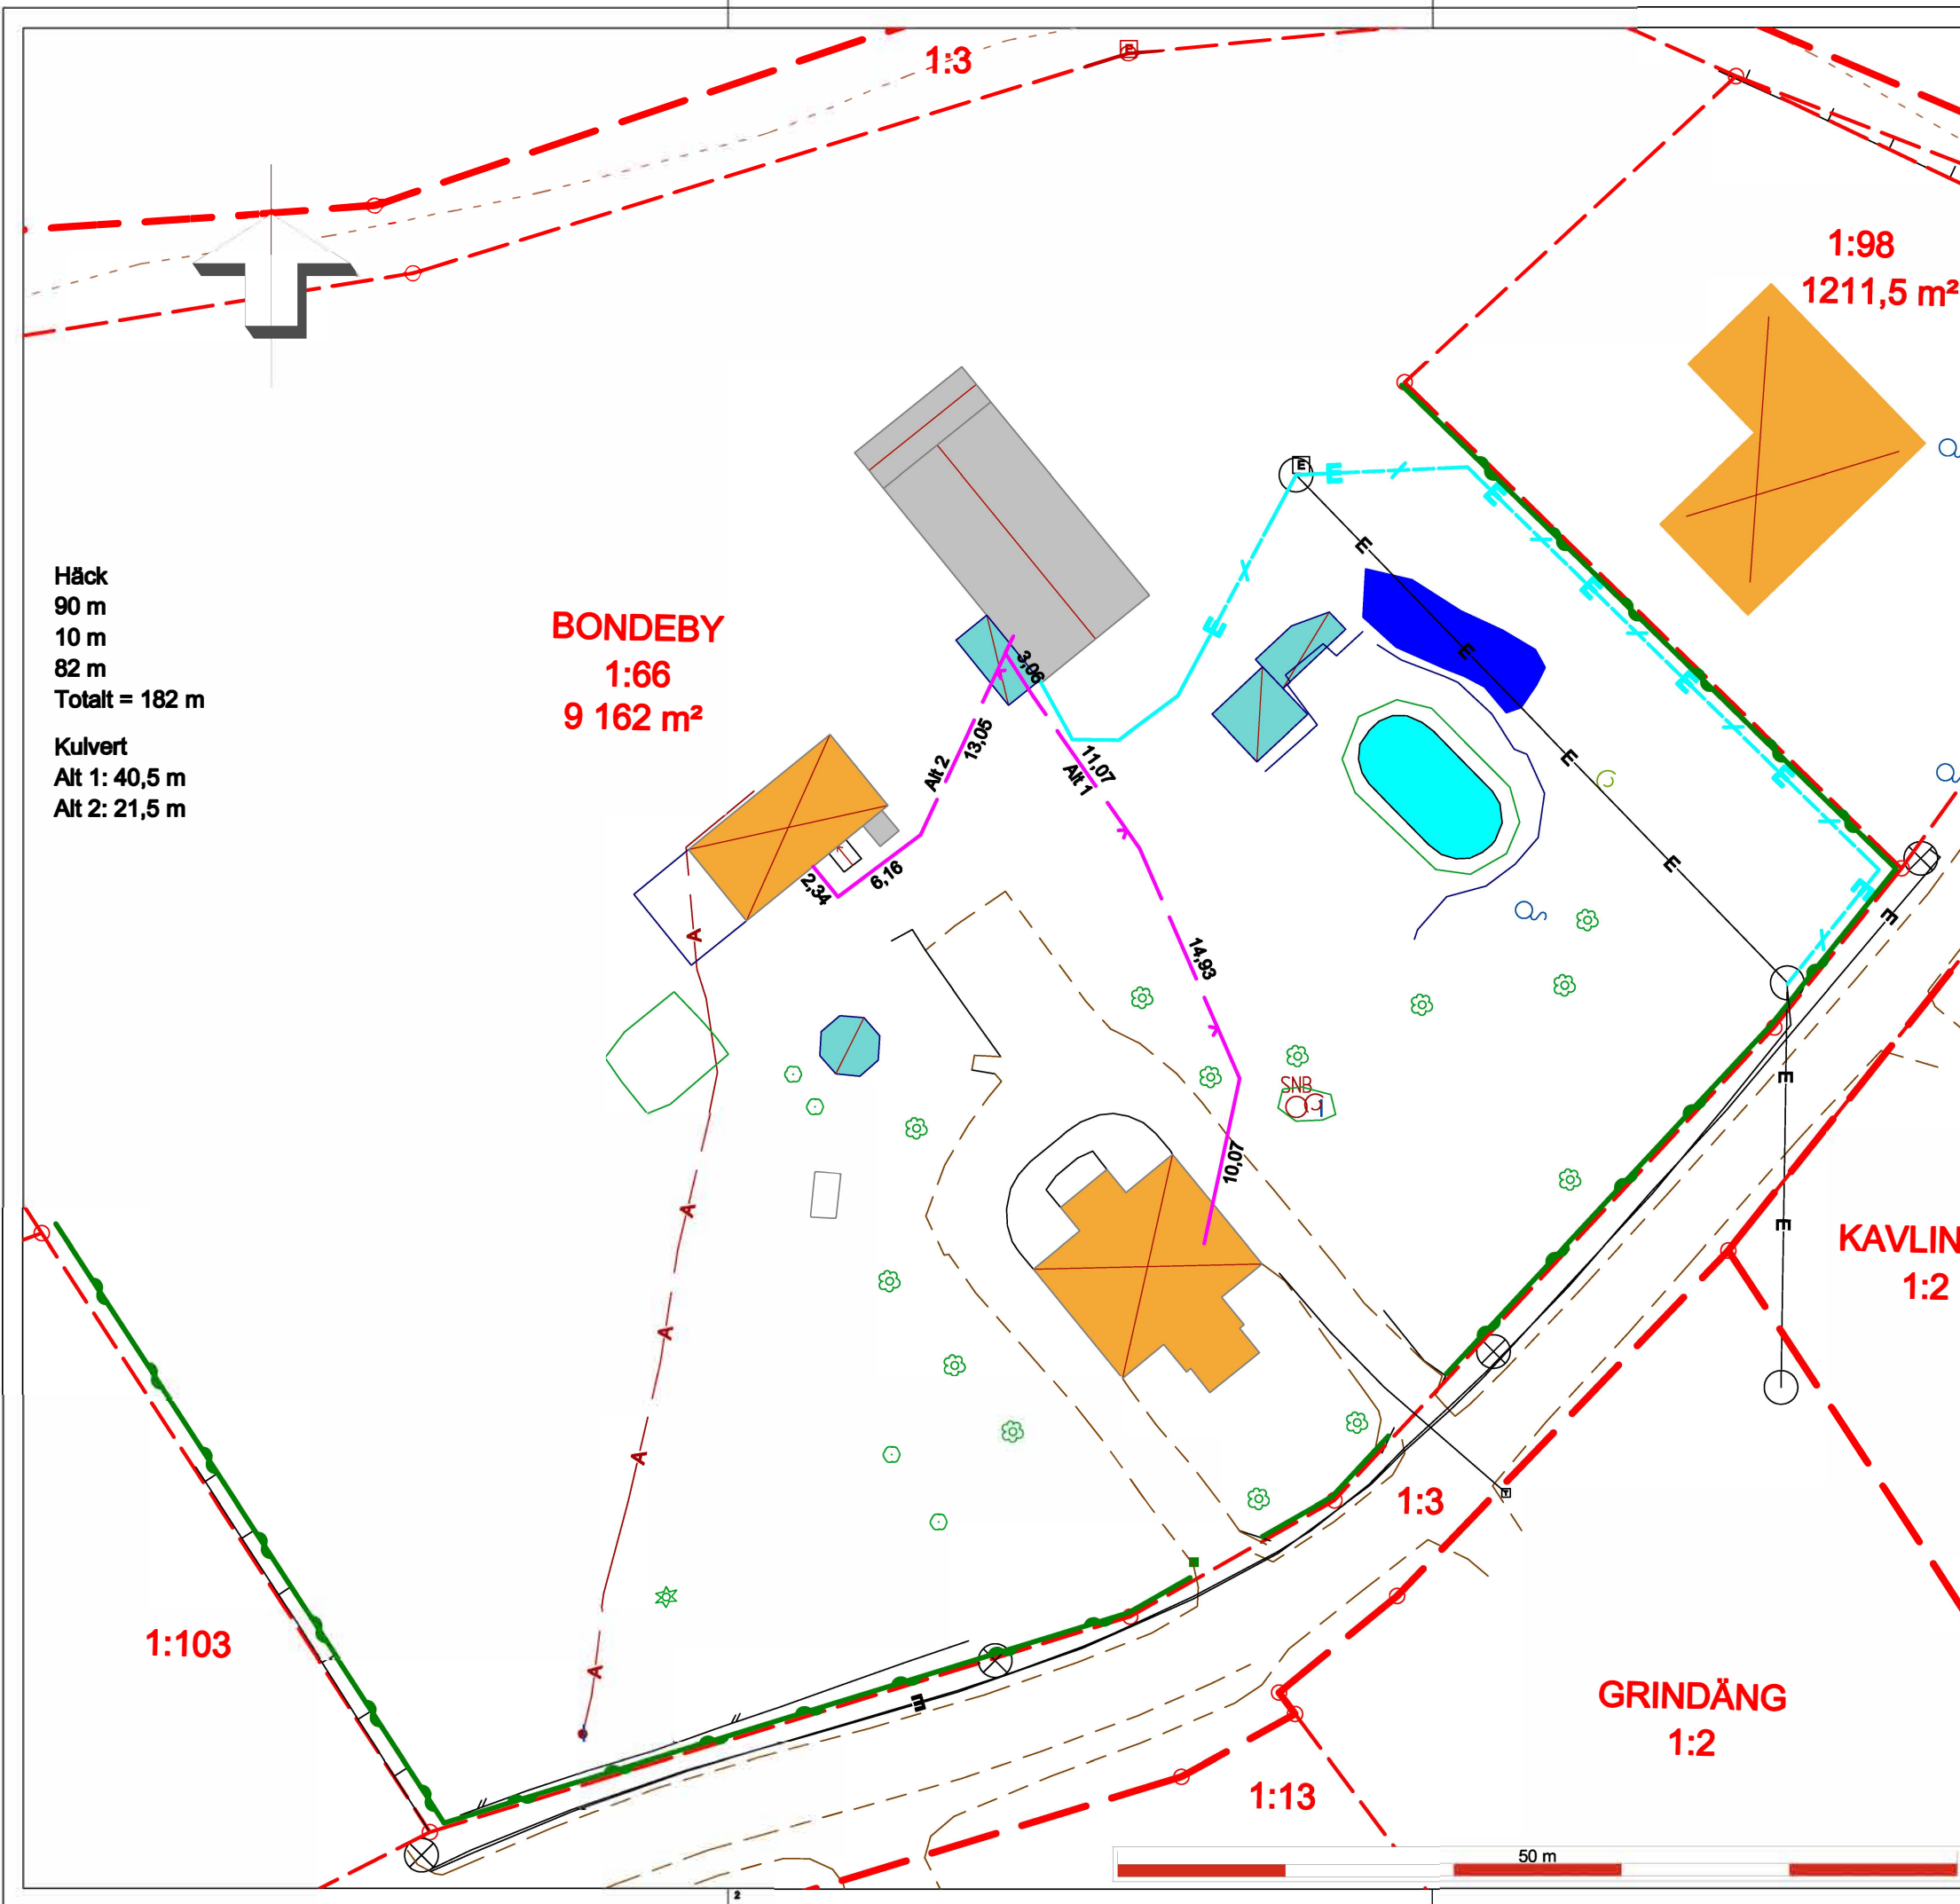 1:3
E
1:98
1211,5 m²
E
E
E
E
Häck
90 m
10 m
82 m
Totalt = 182 m
Kulvert
Alt 1: 40,5 m
Alt 2: 21,5 m
BONDEBY
1:66
9 162 m²
E
E
E
E
3,06
13,05
Alt 2
11,07
Alt 1
E
E
E
2,34
6,16
E
E
A
14,93
E
SNB
10,07
A
E
KAVLIN
1:2
A
A
1:3
T
1:103
A
E
GRINDÄNG
1:2
1:13
50 m
2